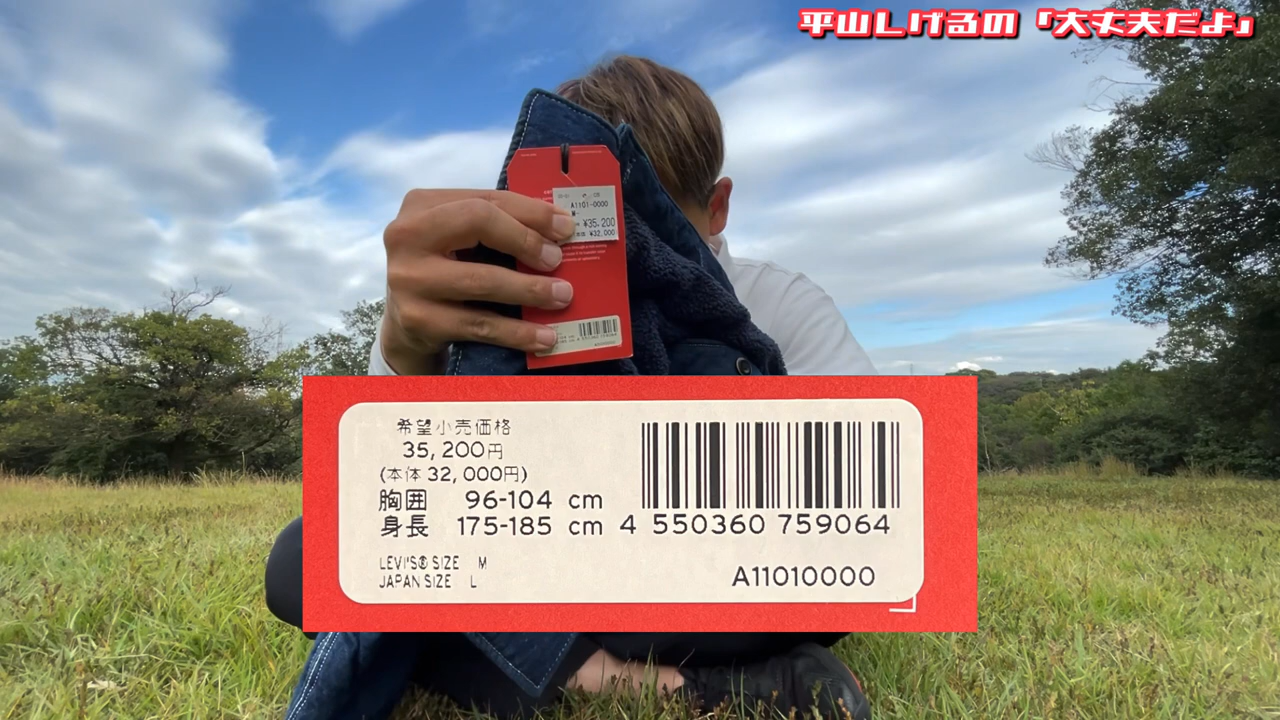 平山しげるの「大丈夫だよ」
A1101-0000
M-
¥35,200
¥32,000
希望小売価格
35,200円
(本体 32,000円)
胸囲 96-104 cm
身長 175-185 cm
4 550360 759064
LEVI'S® SIZE M
JAPAN SIZE L
A11010000